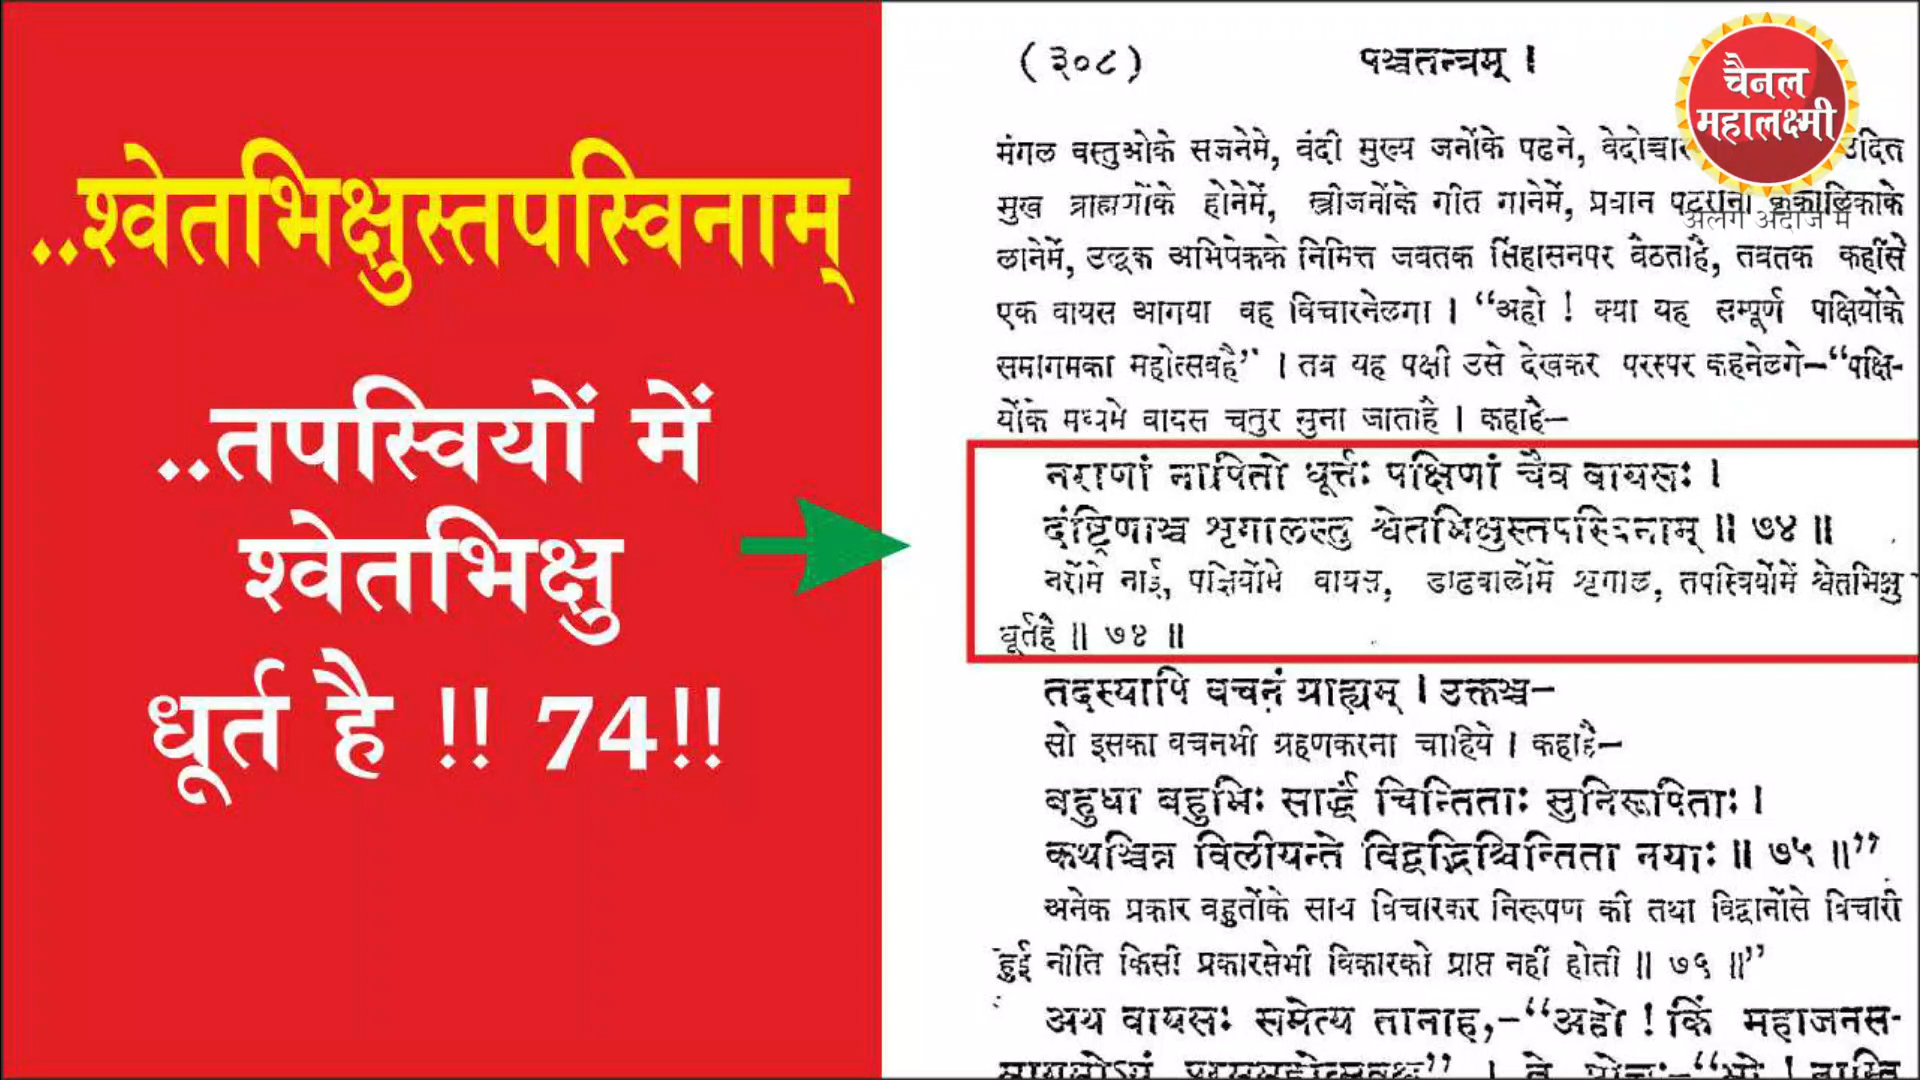 ..श्वेतभिक्षुस्तपस्विनाम्
..तपस्वियों में
श्वेतभिक्षु
धूर्त है !! 74!!
( ३०८ ) पञ्चतन्त्रम् ।
चैनल
महालक्ष्मी
अलग अंदाज में
मंगल वस्तुओके सजनेमे, वंदी मुख्य जनोंके पढने, उदित
मुख ब्राह्मणोंके होनेमें, स्त्रीजनोंके गीत गानेमें, प्रधान
लानेमें, उलूक अभिषेकके निमित्त जबतक सिंहासनपर बैठताहै, तबतक कहींसे
एक वायस आगया वह विचारनेलगा । “अहो ! क्या यह सम्पूर्ण पक्षियोंके
समागमका महोत्सवहै” । तब यह पक्षी उसे देखकर परस्पर कहनेलगे–“पक्षि-
योंके मध्यमे वायस चतुर सुना जाताहै । कहाहै–
नराणां नापितो धूर्त्तः पक्षिणां चैव वायसः ।
दंष्ट्रिणाञ्च शृगालस्तु श्वेतभिक्षुस्तपस्विनाम् ॥ ७४ ॥
नरोंमे नाई, पक्षियोंमे वायस, डाढवालोंमें शृगाल, तपस्वियोंमें श्वेतभिक्षु
धूर्तहै ॥ ७४ ॥
तदस्यापि वचनं ग्राह्यम् । उक्तञ्च–
सो इसका वचनभी ग्रहणकरना चाहिये । कहाहै–
बहुधा बहुभिः सार्द्धं चिन्तिताः सुनिरूपिताः ।
कथञ्चिन्न विलीयन्ते विद्वद्भिश्चिन्तिता नयाः ॥ ७५ ॥”
अनेक प्रकार बहुतोंके साथ विचारकर निरूपण की तथा विद्वानोंसे विचारी
हुई नीति किसी प्रकारसेभी विकारको प्राप्त नहीं होती ॥ ७५ ॥”
अथ वायसः समेत्य तानाह,–“अहो ! किं महाजनस-